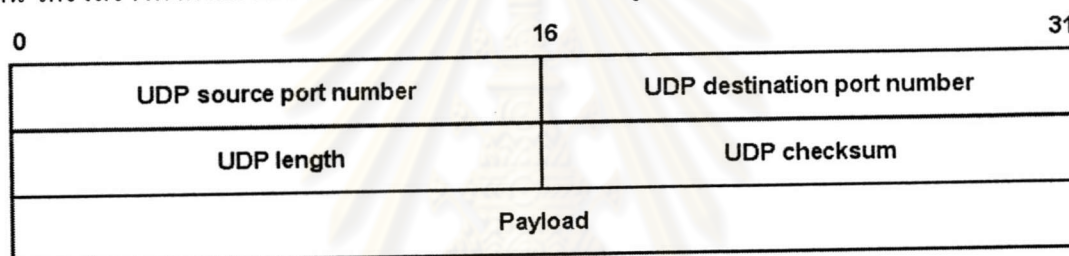 0 16 31
UDP source port number UDP destination port number
UDP length UDP checksum
Payload